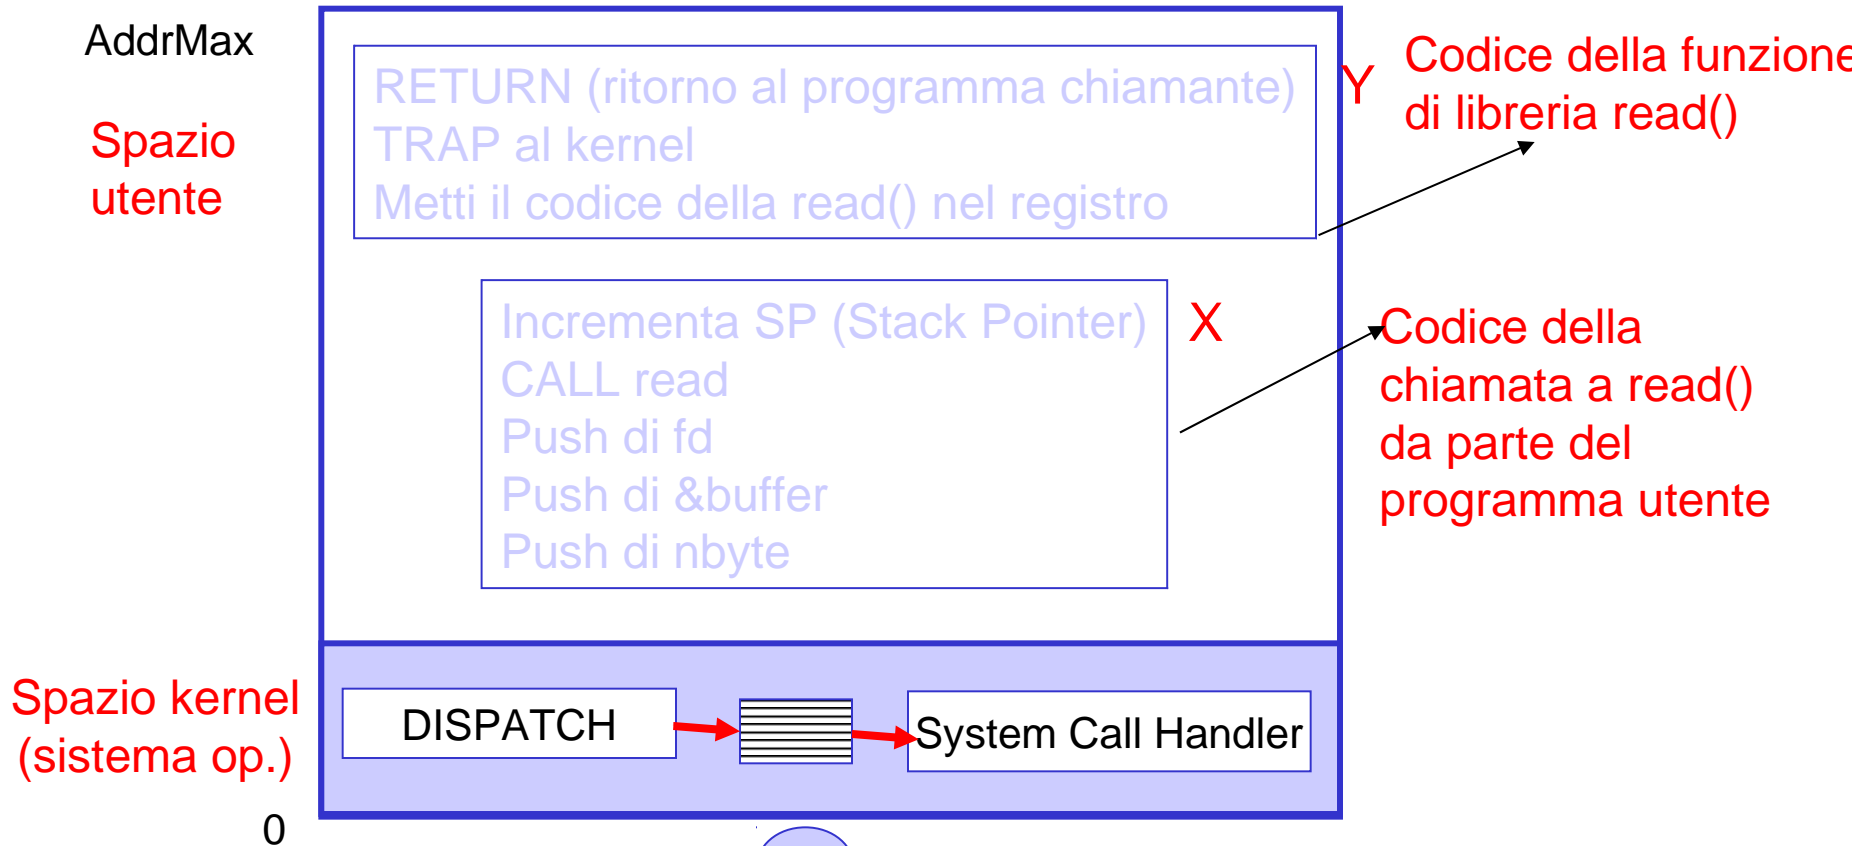 AddrMax
Spazio
utente
RETURN (ritorno al programma chiamante)
TRAP al kernel
Metti il codice della read() nel registro
Y
Codice della funzione
di libreria read()
Incrementa SP (Stack Pointer)
CALL read
Push di fd
Push di &buffer
Push di nbyte
X
Codice della
chiamata a read()
da parte del
programma utente
Spazio kernel
(sistema op.)
DISPATCH
System Call Handler
0